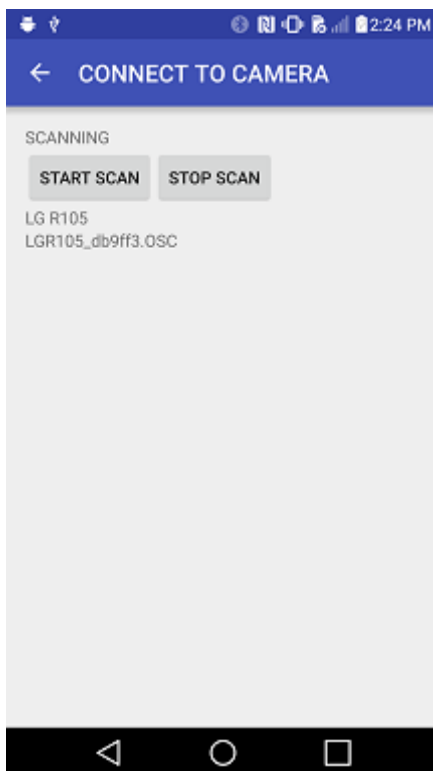 2:24 PM
CONNECT TO CAMERA
SCANNING
START SCAN STOP SCAN
LG R105
LGR105_db9ff3.OSC